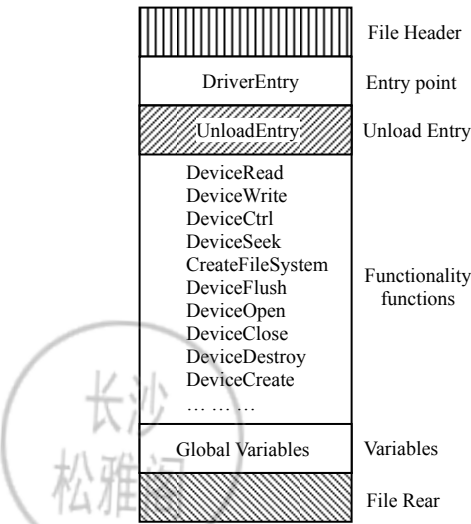 File Header
DriverEntry
Entry point
UnloadEntry
Unload Entry
DeviceRead
DeviceWrite
DeviceCtrl
DeviceSeek
CreateFileSystem
DeviceFlush
DeviceOpen
DeviceClose
DeviceDestroy
DeviceCreate
… … …
Functionality
functions
Global Variables
Variables
File Rear
长沙
松雅阁